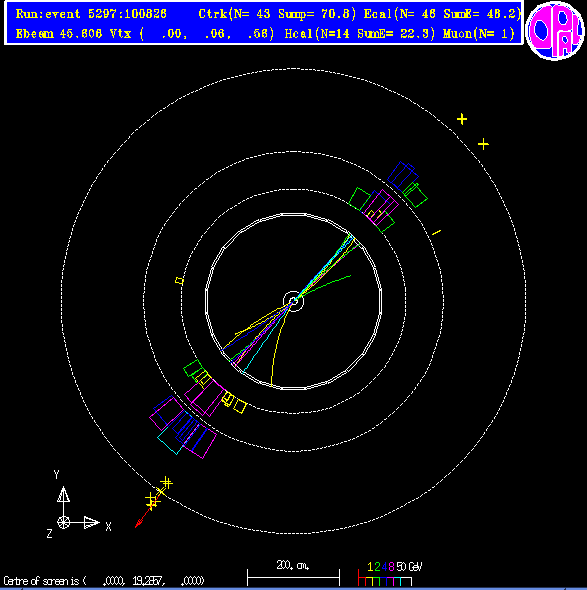 Run:event 5297:100826 Ctrk(N= 43 Sump= 70.8) Ecal(N= 46 SumE= 48.2)
Ebeam 45.606 Vtx ( .00, .06, .56) Hcal(N=14 SumE= 22.3) Muon(N= 1)
OPAL
Y
X
Z
200. cm.
1 2 4 8 50 GeV
Centre of screen is ( .0000, 19.2857, .0000)